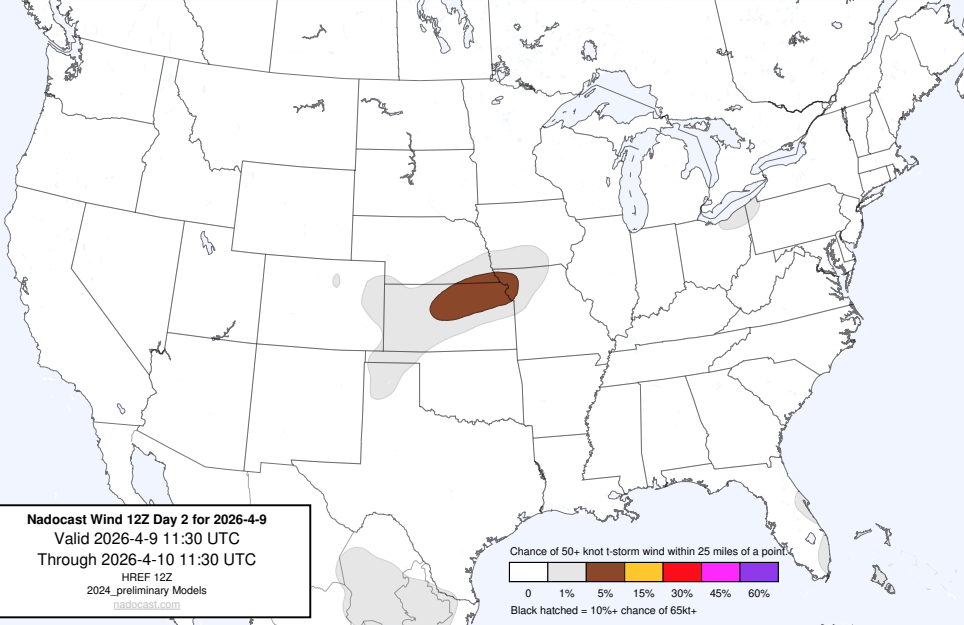 Nadocast Wind 12Z Day 2 for 2026-4-9
Valid 2026-4-9 11:30 UTC
Through 2026-4-10 11:30 UTC
HREF 12Z
2024_preliminary Models
nadocast.com
Chance of 50+ knot t-storm wind within 25 miles of a point.
0 1% 5% 15% 30% 45% 60%
Black hatched = 10%+ chance of 65kt+